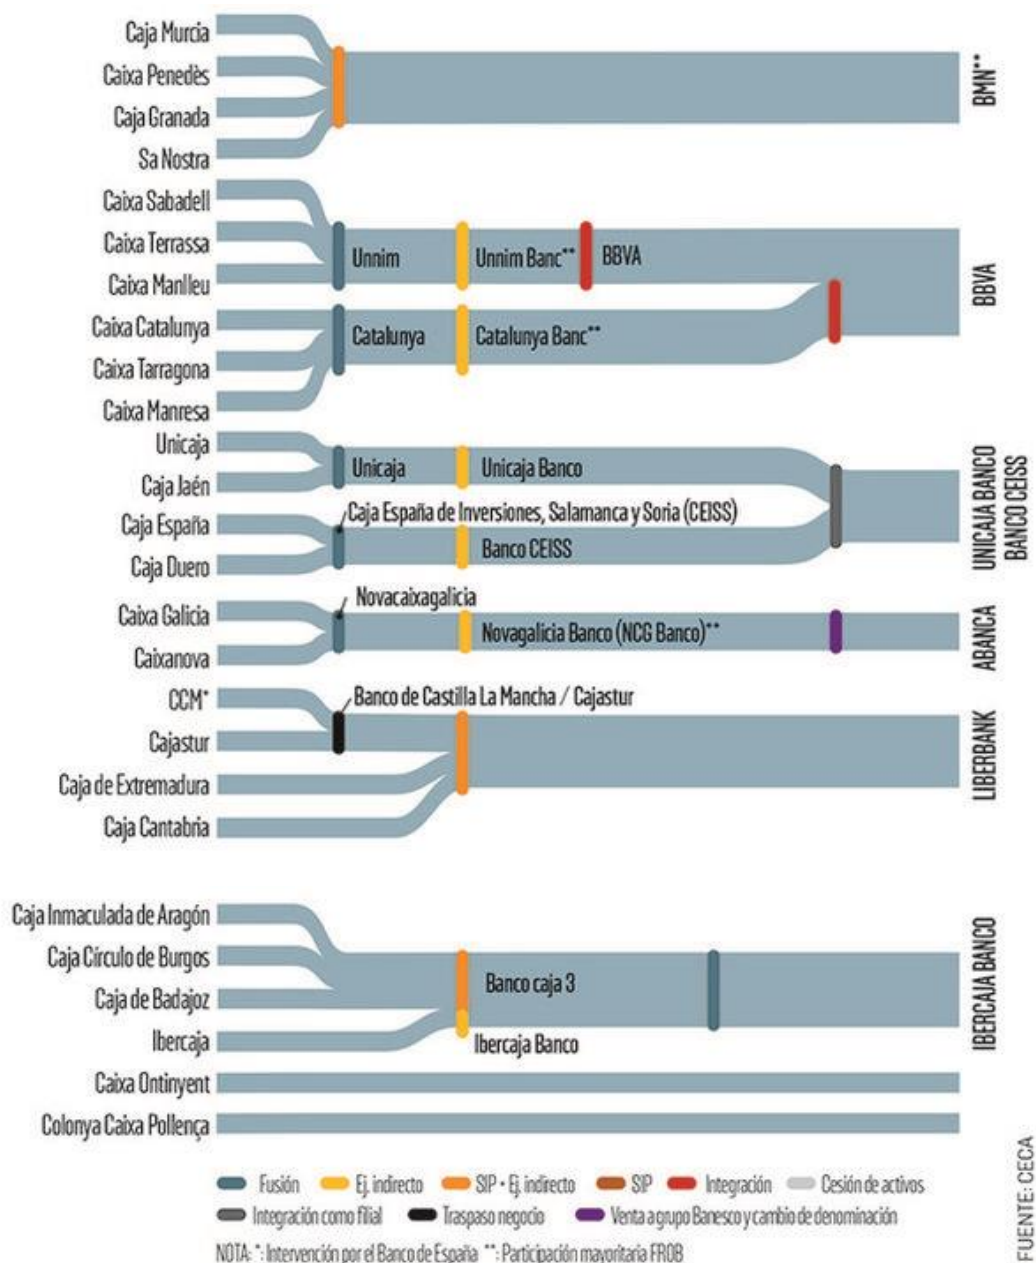 Caja Murcia
Caixa Penedès
Caja Granada
Sa Nostra
BMN**
Caixa Sabadell
Caixa Terrassa
Caixa Manlleu
Unnim
Unnim Banc**
BBVA
Caixa Catalunya
Caixa Tarragona
Caixa Manresa
Catalunya
Catalunya Banc**
BBVA
Unicaja
Caja Jaén
Unicaja
Unicaja Banco
Caja España
Caja Duero
Caja España de Inversiones, Salamanca y Soria (CEISS)
Banco CEISS
UNICAJA BANCO
BANCO CEISS
Caixa Galicia
Caixanova
Novacaixagalicia
Novagalicia Banco (NCG Banco)**
ABANCA
CCM*
Cajastur
Caja de Extremadura
Caja Cantabria
Banco de Castilla La Mancha / Cajastur
LIBERBANK
Caja Inmaculada de Aragón
Caja Círculo de Burgos
Caja de Badajoz
Ibercaja
Banco caja 3
Ibercaja Banco
IBERCAJA BANCO
Caixa Ontinyent
Colonya Caixa Pollença
Fusión Ej. indirecto SIP + Ej. indirecto SIP Integración Cesión de activos
Integración como filial Traspaso negocio Venta a grupo Banesco y cambio de denominación
NOTA: *: Intervención por el Banco de España **: Participación mayoritaria FROB
FUENTE: CECA